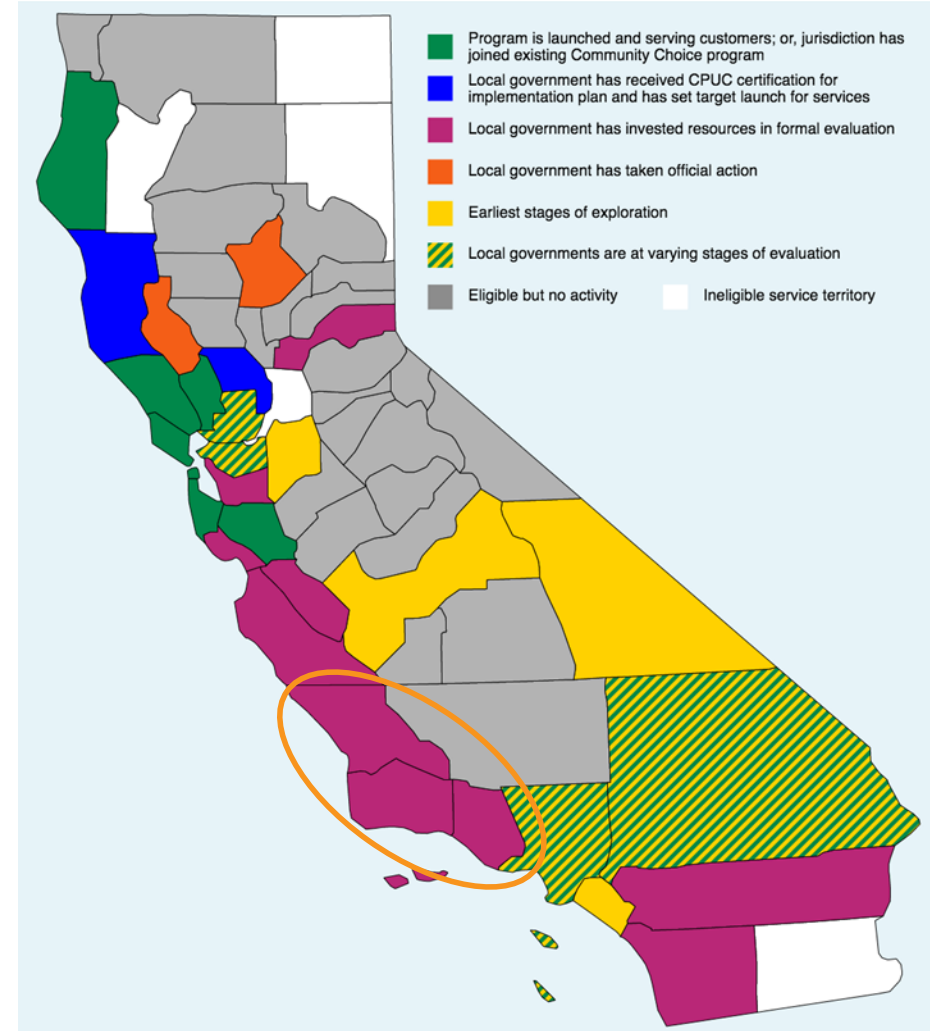 Program is launched and serving customers; or, jurisdiction has
joined existing Community Choice program
Local government has received CPUC certification for
implementation plan and has set target launch for services
Local government has invested resources in formal evaluation
Local government has taken official action
Earliest stages of exploration
Local governments are at varying stages of evaluation
Eligible but no activity
Ineligible service territory